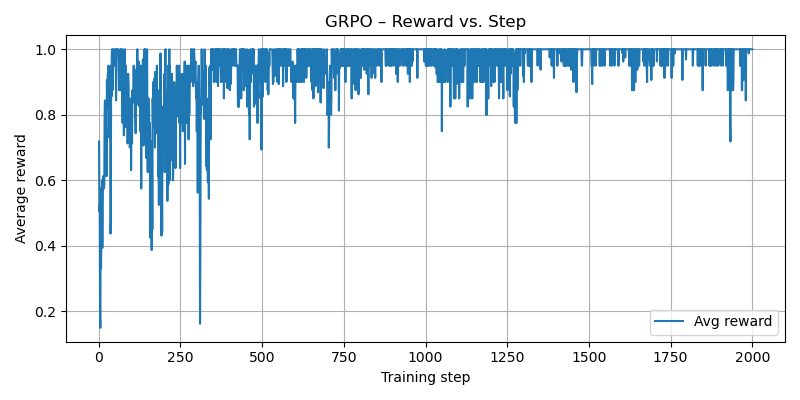 GRPO – Reward vs. Step
Average reward
1.0
0.8
0.6
0.4
0.2
Avg reward
0 250 500 750 1000 1250 1500 1750 2000
Training step